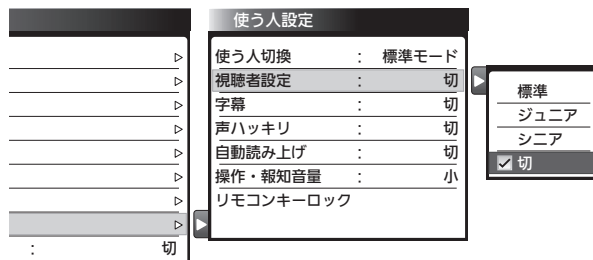 使う人設定
使う人切換 : 標準モード
視聴者設定 : 切
字幕 : 切
声ハッキリ : 切
自動読み上げ : 切
操作・報知音量 : 小
リモコンキーロック
: 切
標準
ジュニア
シニア
切